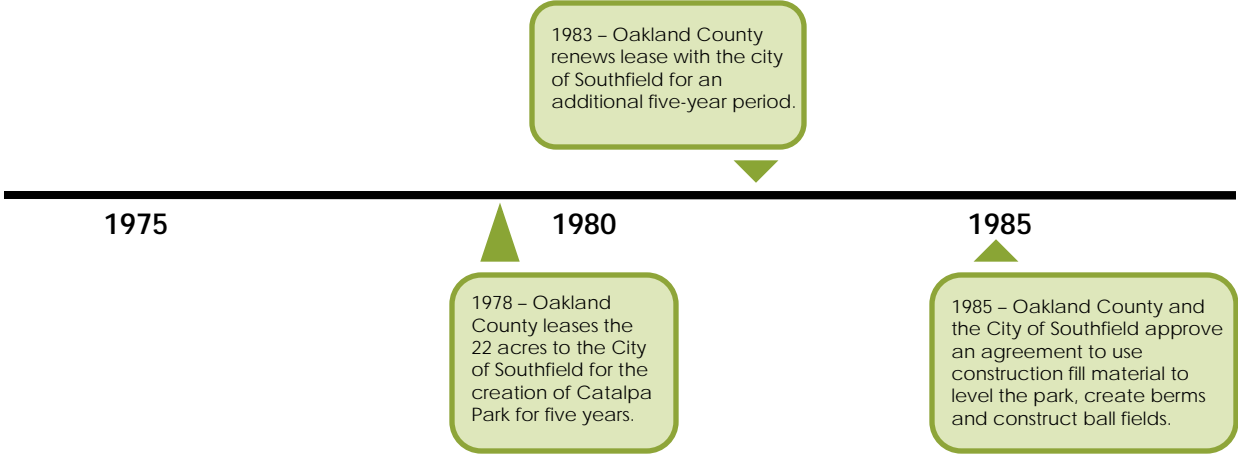 1983 – Oakland County
renews lease with the city
of Southfield for an
additional five-year period.
1975
1980
1985
1978 – Oakland
County leases the
22 acres to the City
of Southfield for the
creation of Catalpa
Park for five years.
1985 – Oakland County and
the City of Southfield approve
an agreement to use
construction fill material to
level the park, create berms
and construct ball fields.